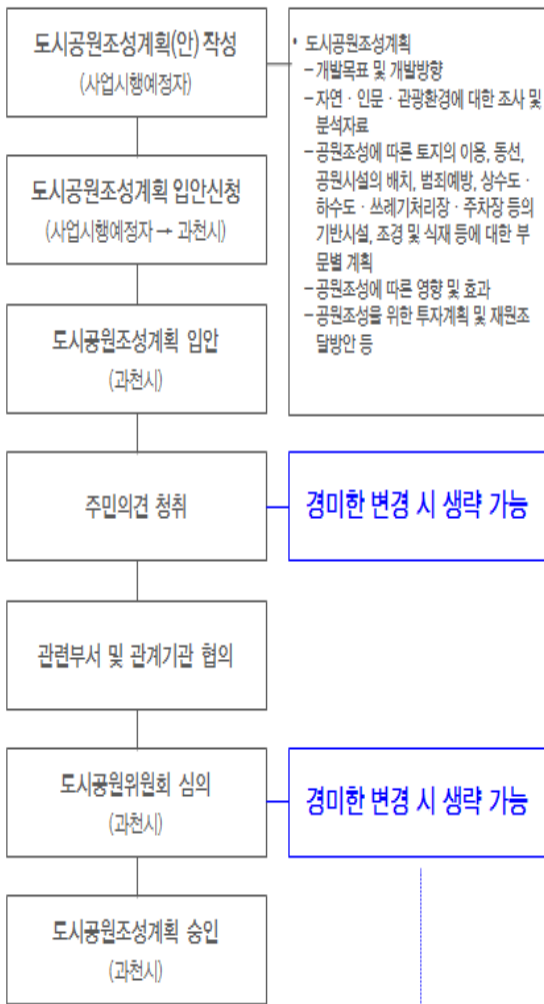 도시공원조성계획(안) 작성
(사업시행예정자)
• 도시공원조성계획
– 개발목표 및 개발방향
– 자연 · 인문 · 관광환경에 대한 조사 및
분석자료
– 공원조성에 따른 토지의 이용, 동선,
공원시설의 배치, 범죄예방, 상수도 ·
하수도 · 쓰레기처리장 · 주차장 등의
기반시설, 조경 및 식재 등에 대한 부
문별 계획
– 공원조성에 따른 영향 및 효과
– 공원조성을 위한 투자계획 및 재원조
달방안 등
도시공원조성계획 입안신청
(사업시행예정자 → 과천시)
도시공원조성계획 입안
(과천시)
주민의견 청취
경미한 변경 시 생략 가능
관련부서 및 관계기관 협의
도시공원위원회 심의
(과천시)
경미한 변경 시 생략 가능
도시공원조성계획 승인
(과천시)